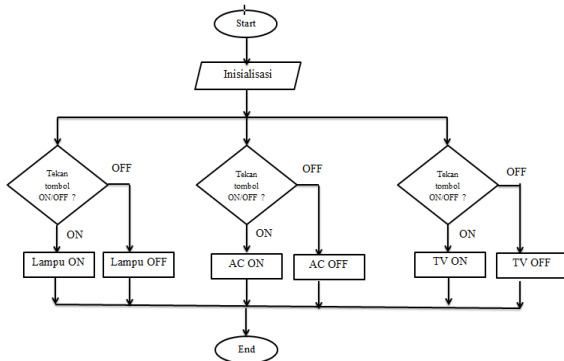 Start
Inisialisasi
Tekan
tombol
ON/OFF ?
OFF
ON
Tekan
tombol
ON/OFF ?
OFF
ON
Tekan
tombol
ON/OFF ?
OFF
ON
Lampu ON
Lampu OFF
AC ON
AC OFF
TV ON
TV OFF
End